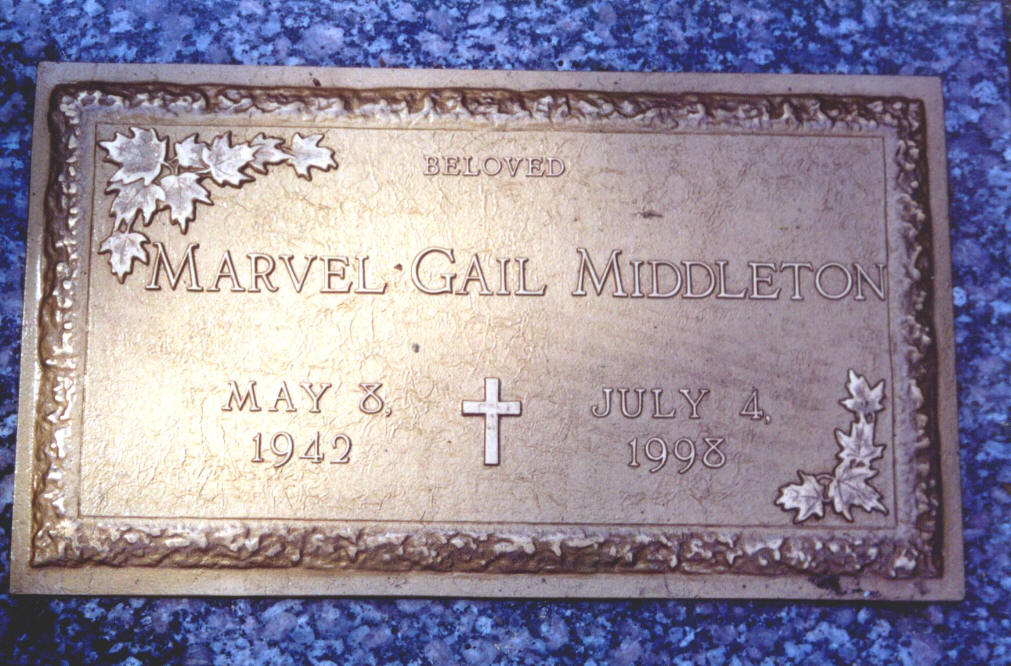 BELOVED
MARVEL GAIL MIDDLETON
MAY 8, JULY 4,
1942 1998